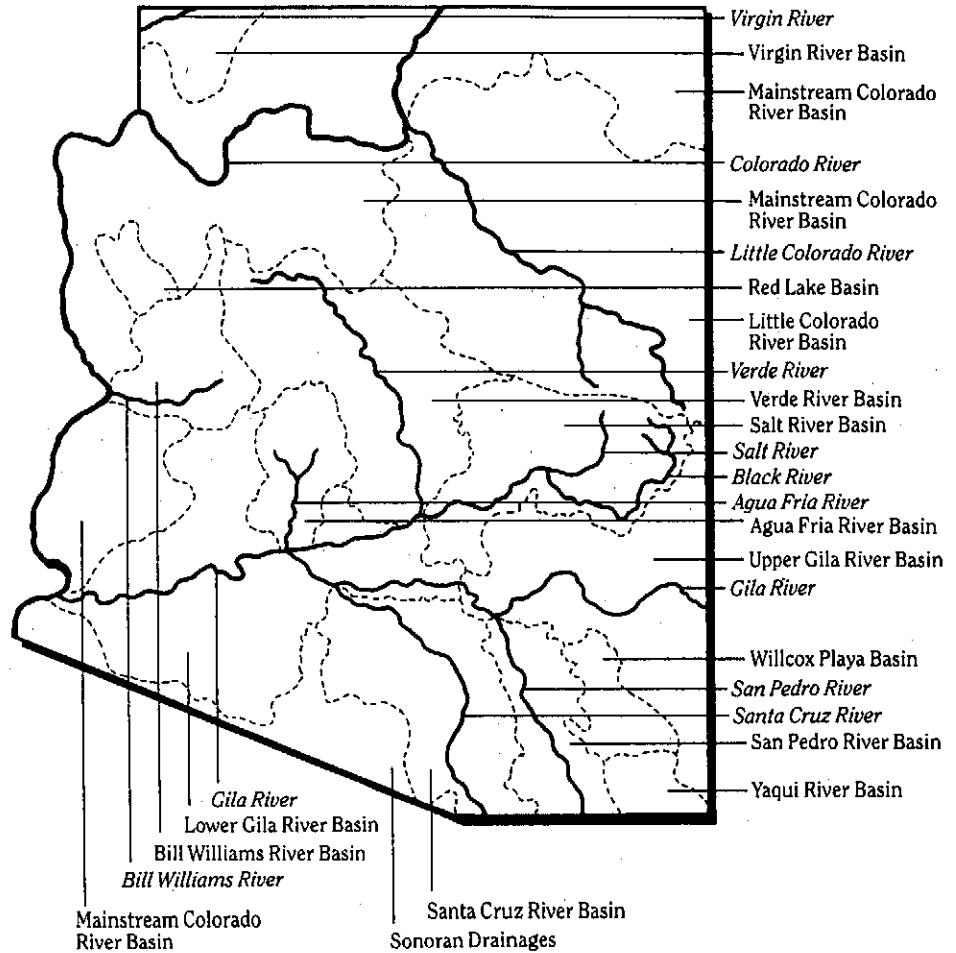 Virgin River
Virgin River Basin
Mainstream Colorado
River Basin
Colorado River
Mainstream Colorado
River Basin
Little Colorado River
Red Lake Basin
Little Colorado
River Basin
Verde River
Verde River Basin
Salt River Basin
Salt River
Black River
Agua Fria River
Agua Fria River Basin
Upper Gila River Basin
Gila River
Willcox Playa Basin
San Pedro River
Santa Cruz River
San Pedro River Basin
Yaqui River Basin
Gila River
Lower Gila River Basin
Bill Williams River Basin
Bill Williams River
Mainstream Colorado
River Basin
Santa Cruz River Basin
Sonoran Drainages